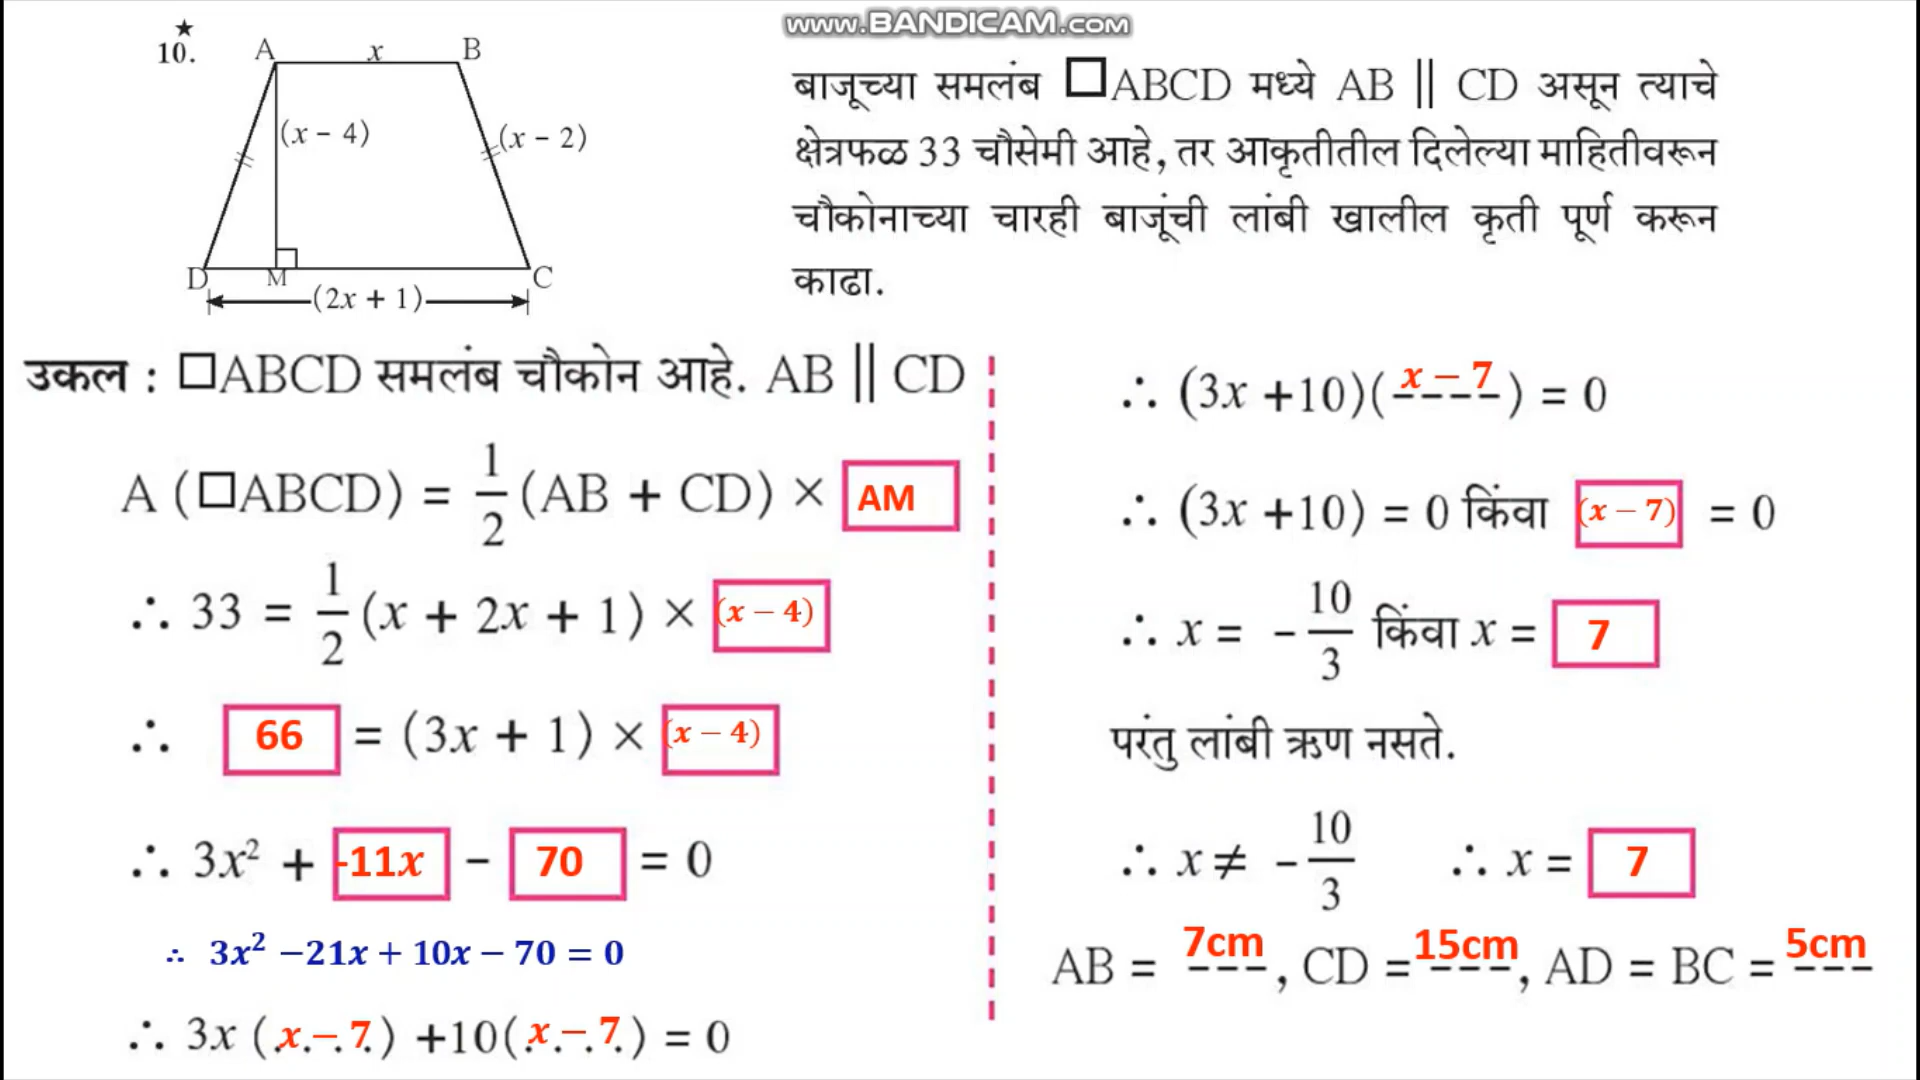 www.BANDICAM.com
★
10.
A x B
(x − 4)
(x − 2)
D M C
(2x + 1)
बाजूच्या समलंब □ABCD मध्ये AB || CD असून त्याचे
क्षेत्रफळ 33 चौसेमी आहे, तर आकृतीतील दिलेल्या माहितीवरून
चौकोनाच्या चारही बाजूंची लांबी खालील कृती पूर्ण करून
काढा.
उकल : □ABCD समलंब चौकोन आहे. AB || CD
A (□ABCD) = 1/2 (AB + CD) × AM
∴ 33 = 1/2 (x + 2x + 1) × (x − 4)
∴ 66 = (3x + 1) × (x − 4)
∴ 3x² + -11x − 70 = 0
∴ 3x² −21x + 10x − 70 = 0
∴ 3x (x − 7) +10(x − 7) = 0
∴ (3x +10)(x − 7) = 0
∴ (3x +10) = 0 किंवा (x − 7) = 0
∴ x = - 10/3 किंवा x = 7
परंतु लांबी ऋण नसते.
∴ x ≠ - 10/3 ∴ x = 7
AB = 7cm, CD = 15cm, AD = BC = 5cm